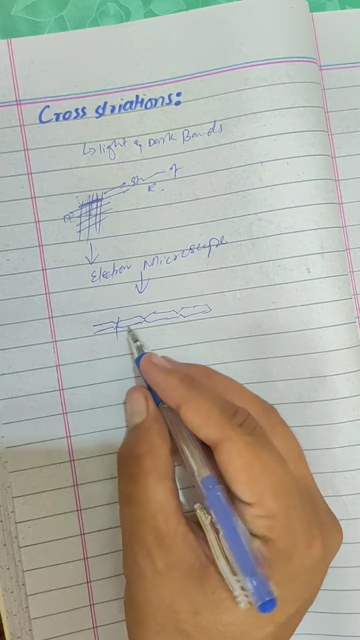 Cross striations:
↳ light & Dark Bands
Electron Microscope